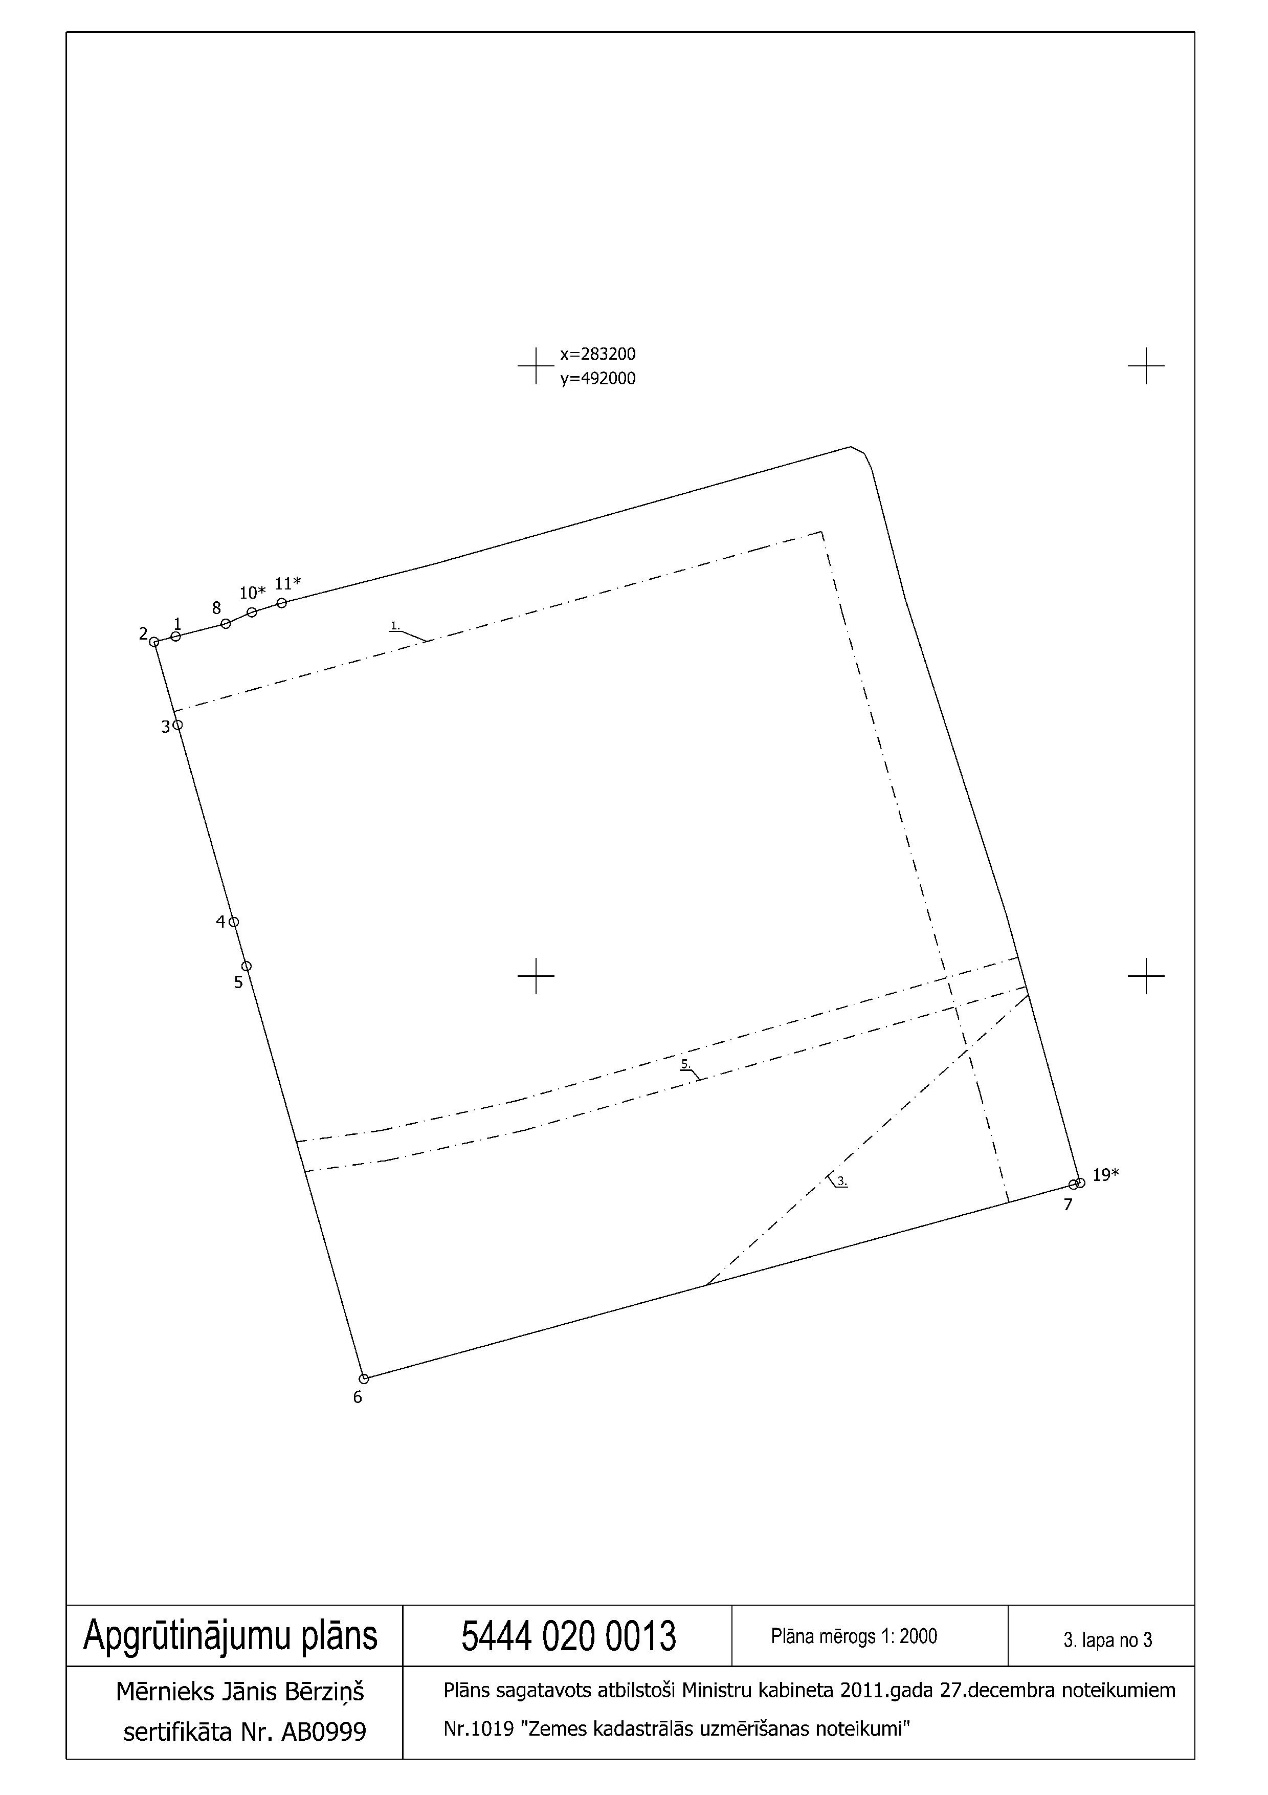 x=283200
y=492000
11*
10*
8
1
2
1.
3
4
5
5.
3.
19*
7
6
Apgrūtinājumu plāns
5444 020 0013
Plāna mērogs 1: 2000
3. lapa no 3
Mērnieks Jānis Bērziņš
sertifikāta Nr. AB0999
Plāns sagatavots atbilstoši Ministru kabineta 2011.gada 27.decembra noteikumiem
Nr.1019 "Zemes kadastrālās uzmērīšanas noteikumi"